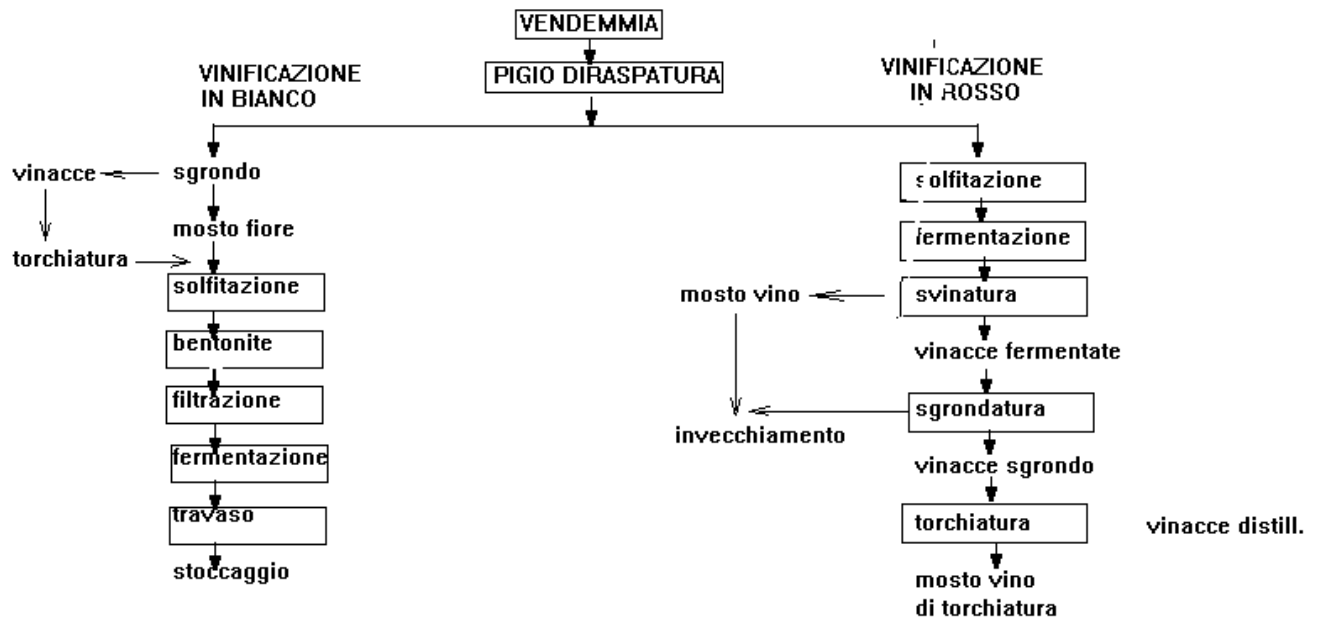 VENDEMMIA
PIGIO DIRASPATURA
VINIFICAZIONE
IN BIANCO
VINIFICAZIONE
IN ROSSO
vinacce
sgrondo
mosto fiore
torchiatura
solfitazione
bentonite
filtrazione
fermentazione
travaso
stoccaggio
solfitazione
fermentazione
svinatura
mosto vino
vinacce fermentate
sgrondatura
invecchiamento
vinacce sgrondo
torchiatura
vinacce distill.
mosto vino
di torchiatura